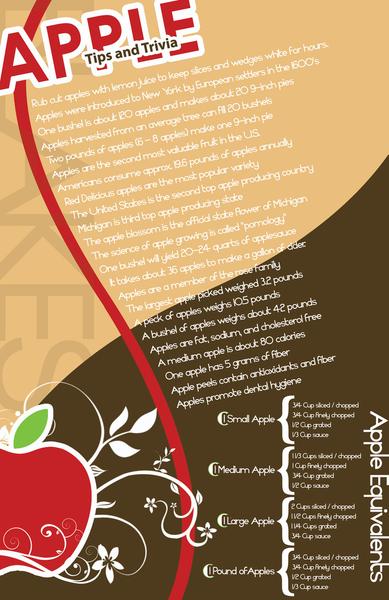 APPLE
Tips and Trivia
Rub cut apples with lemon juice to keep slices and wedges white for hours.
Apples were introduced to New York by European settlers in the 1600's
One bushel is about 120 apples and makes about 20 9-inch pies
Apples harvested from an average tree can fill 20 bushels
Two pounds of apples (6 - 8 apples) make one 9-inch pie
Apples are the second most valuable fruit in the U.S.
Americans consume approx. 19.6 pounds of apples annually
Red Delicious apples are the most popular variety
The United States is the second top apple producing country
Michigan is third top apple producing state
The apple blossom is the official state flower of Michigan
The science of apple growing is called "pomology"
One bushel will yield 20-24 quarts of applesauce
It takes about 36 apples to make a gallon of cider
Apples are a member of the rose family
The largest apple picked weighed 3.2 pounds
A peck of apples weighs 10.5 pounds
A bushel of apples weighs about 42 pounds
Apples are fat, sodium, and cholesterol free
A medium apple is about 80 calories
One apple has 5 grams of fiber
Apple peels contain antioxidants and fiber
Apples promote dental hygiene
Apple Equivalents
1 Small Apple
3/4 Cup sliced / chopped
3/4 Cup finely chopped
1/2 Cup grated
1/3 Cup sauce
1 Medium Apple
1 1/3 Cups sliced / chopped
1 Cup finely chopped
3/4 Cup grated
1/2 Cup sauce
1 Large Apple
2 Cups sliced / chopped
1 1/2 Cups finely chopped
1 1/4 Cups grated
3/4 Cup sauce
1 Pound of Apples
3/4 Cup sliced / chopped
3/4 Cup finely chopped
1/2 Cup grated
1/2 Cup sauce